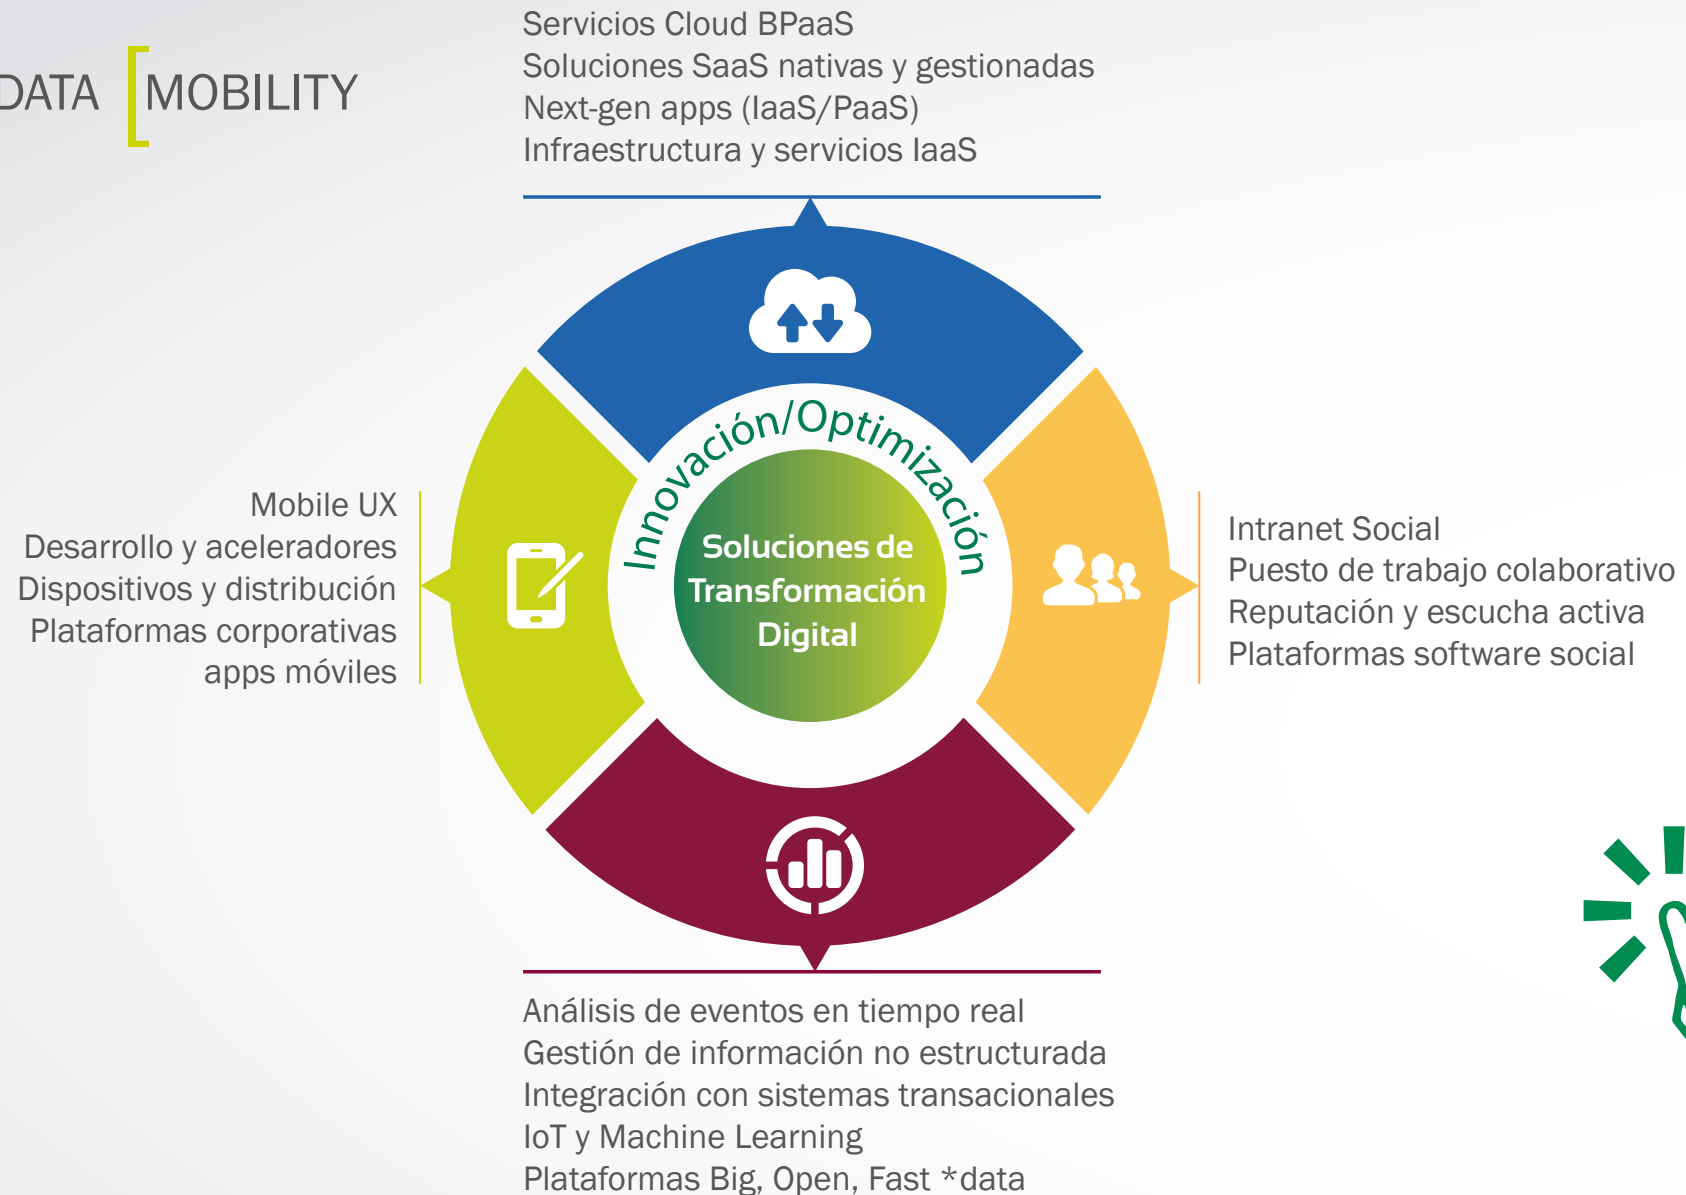 DATA [MOBILITY
Servicios Cloud BPaaS
Soluciones SaaS nativas y gestionadas
Next-gen apps (IaaS/PaaS)
Infraestructura y servicios IaaS
Innovación/Optimización
Soluciones de
Transformación
Digital
Mobile UX
Desarrollo y aceleradores
Dispositivos y distribución
Plataformas corporativas
apps móviles
Intranet Social
Puesto de trabajo colaborativo
Reputación y escucha activa
Plataformas software social
Análisis de eventos en tiempo real
Gestión de información no estructurada
Integración con sistemas transacionales
IoT y Machine Learning
Plataformas Big, Open, Fast *data